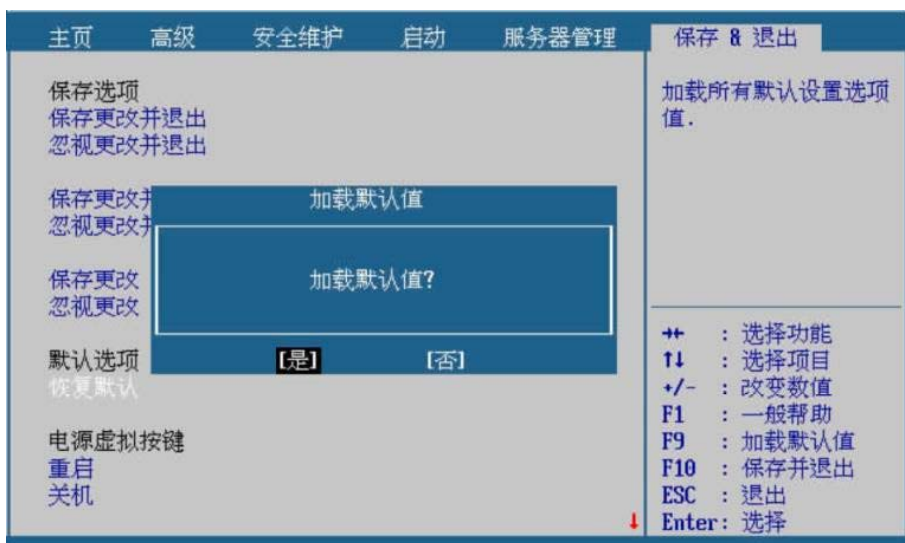 主页 高级 安全维护 启动 服务器管理 保存 & 退出
保存选项
保存更改并退出
忽视更改并退出
保存更改并
忽视更改并
保存更改
忽视更改
默认选项
恢复默认
电源虚拟按键
重启
关机
加载默认值
加载默认值?
[是] [否]
加载所有默认设置选项
值.
→← : 选择功能
↑↓ : 选择项目
+/- : 改变数值
F1 : 一般帮助
F9 : 加载默认值
F10 : 保存并退出
ESC : 退出
Enter: 选择